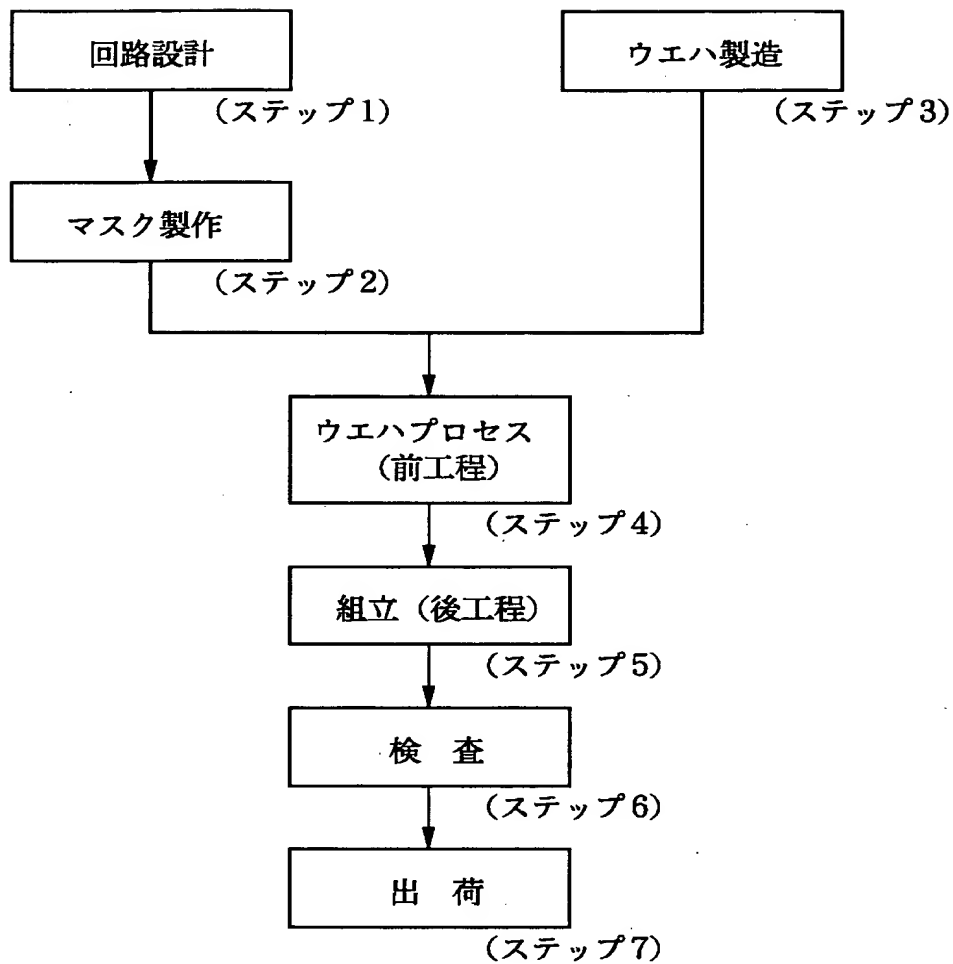 回路設計
(ステップ1)
ウエハ製造
(ステップ3)
マスク製作
(ステップ2)
ウエハプロセス
(前工程)
(ステップ4)
組立(後工程)
(ステップ5)
検 査
(ステップ6)
出 荷
(ステップ7)